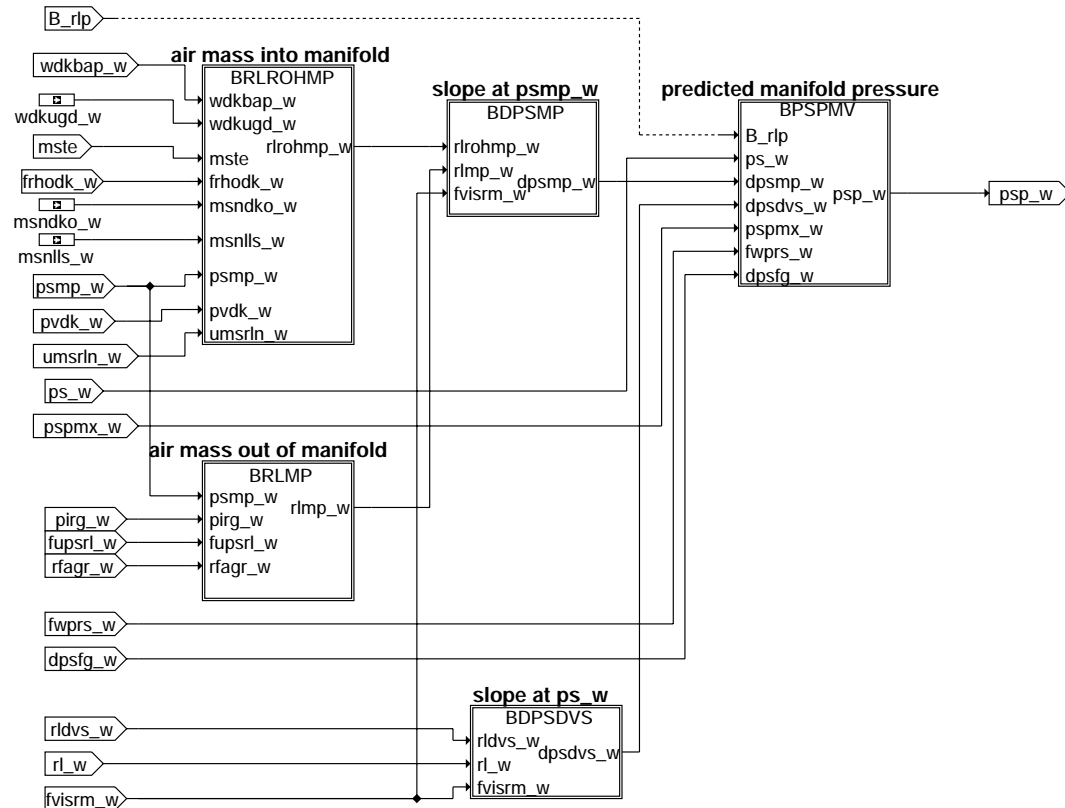 B_rlp
wdkbap_w
wdkugd_w
mste
frhodk_w
msndko_w
msnlls_w
psmp_w
pvdk_w
umsrln_w
ps_w
pspmx_w
air mass into manifold
BRLROHMP
wdkbap_w
wdkugd_w
mste
rlrohmp_w
frhodk_w
msndko_w
msnlls_w
psmp_w
pvdk_w
umsrln_w
slope at psmp_w
BDPSMP
rlrohmp_w
rlmp_w
dpsmp_w
fvisrm_w
predicted manifold pressure
BPSPMV
B_rlp
ps_w
dpsmp_w
psp_w
dpsdvs_w
pspmx_w
fwprs_w
dpsfg_w
psp_w
air mass out of manifold
BRLMP
psmp_w
rlmp_w
pirg_w
fupsrl_w
rfagr_w
pirg_w
fupsrl_w
rfagr_w
fwprs_w
dpsfg_w
slope at ps_w
BDPSDVS
rldvs_w
dpsdvs_w
rl_w
fvisrm_w
rldvs_w
rl_w
fvisrm_w